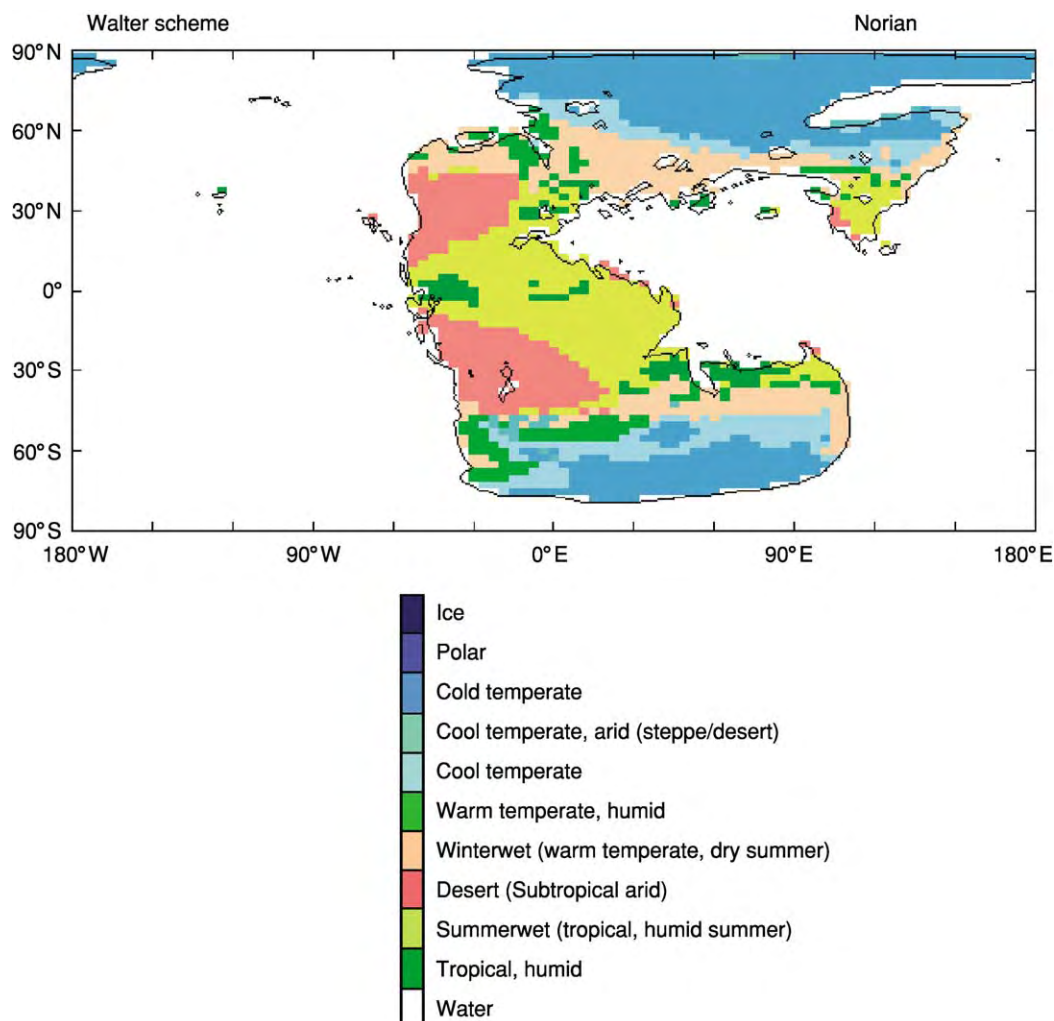 Walter scheme Norian
90°N
60°N
30°N
0°
30°S
60°S
90°S
180°W 90°W 0°E 90°E 180°E
Ice
Polar
Cold temperate
Cool temperate, arid (steppe/desert)
Cool temperate
Warm temperate, humid
Winterwet (warm temperate, dry summer)
Desert (Subtropical arid)
Summerwet (tropical, humid summer)
Tropical, humid
Water